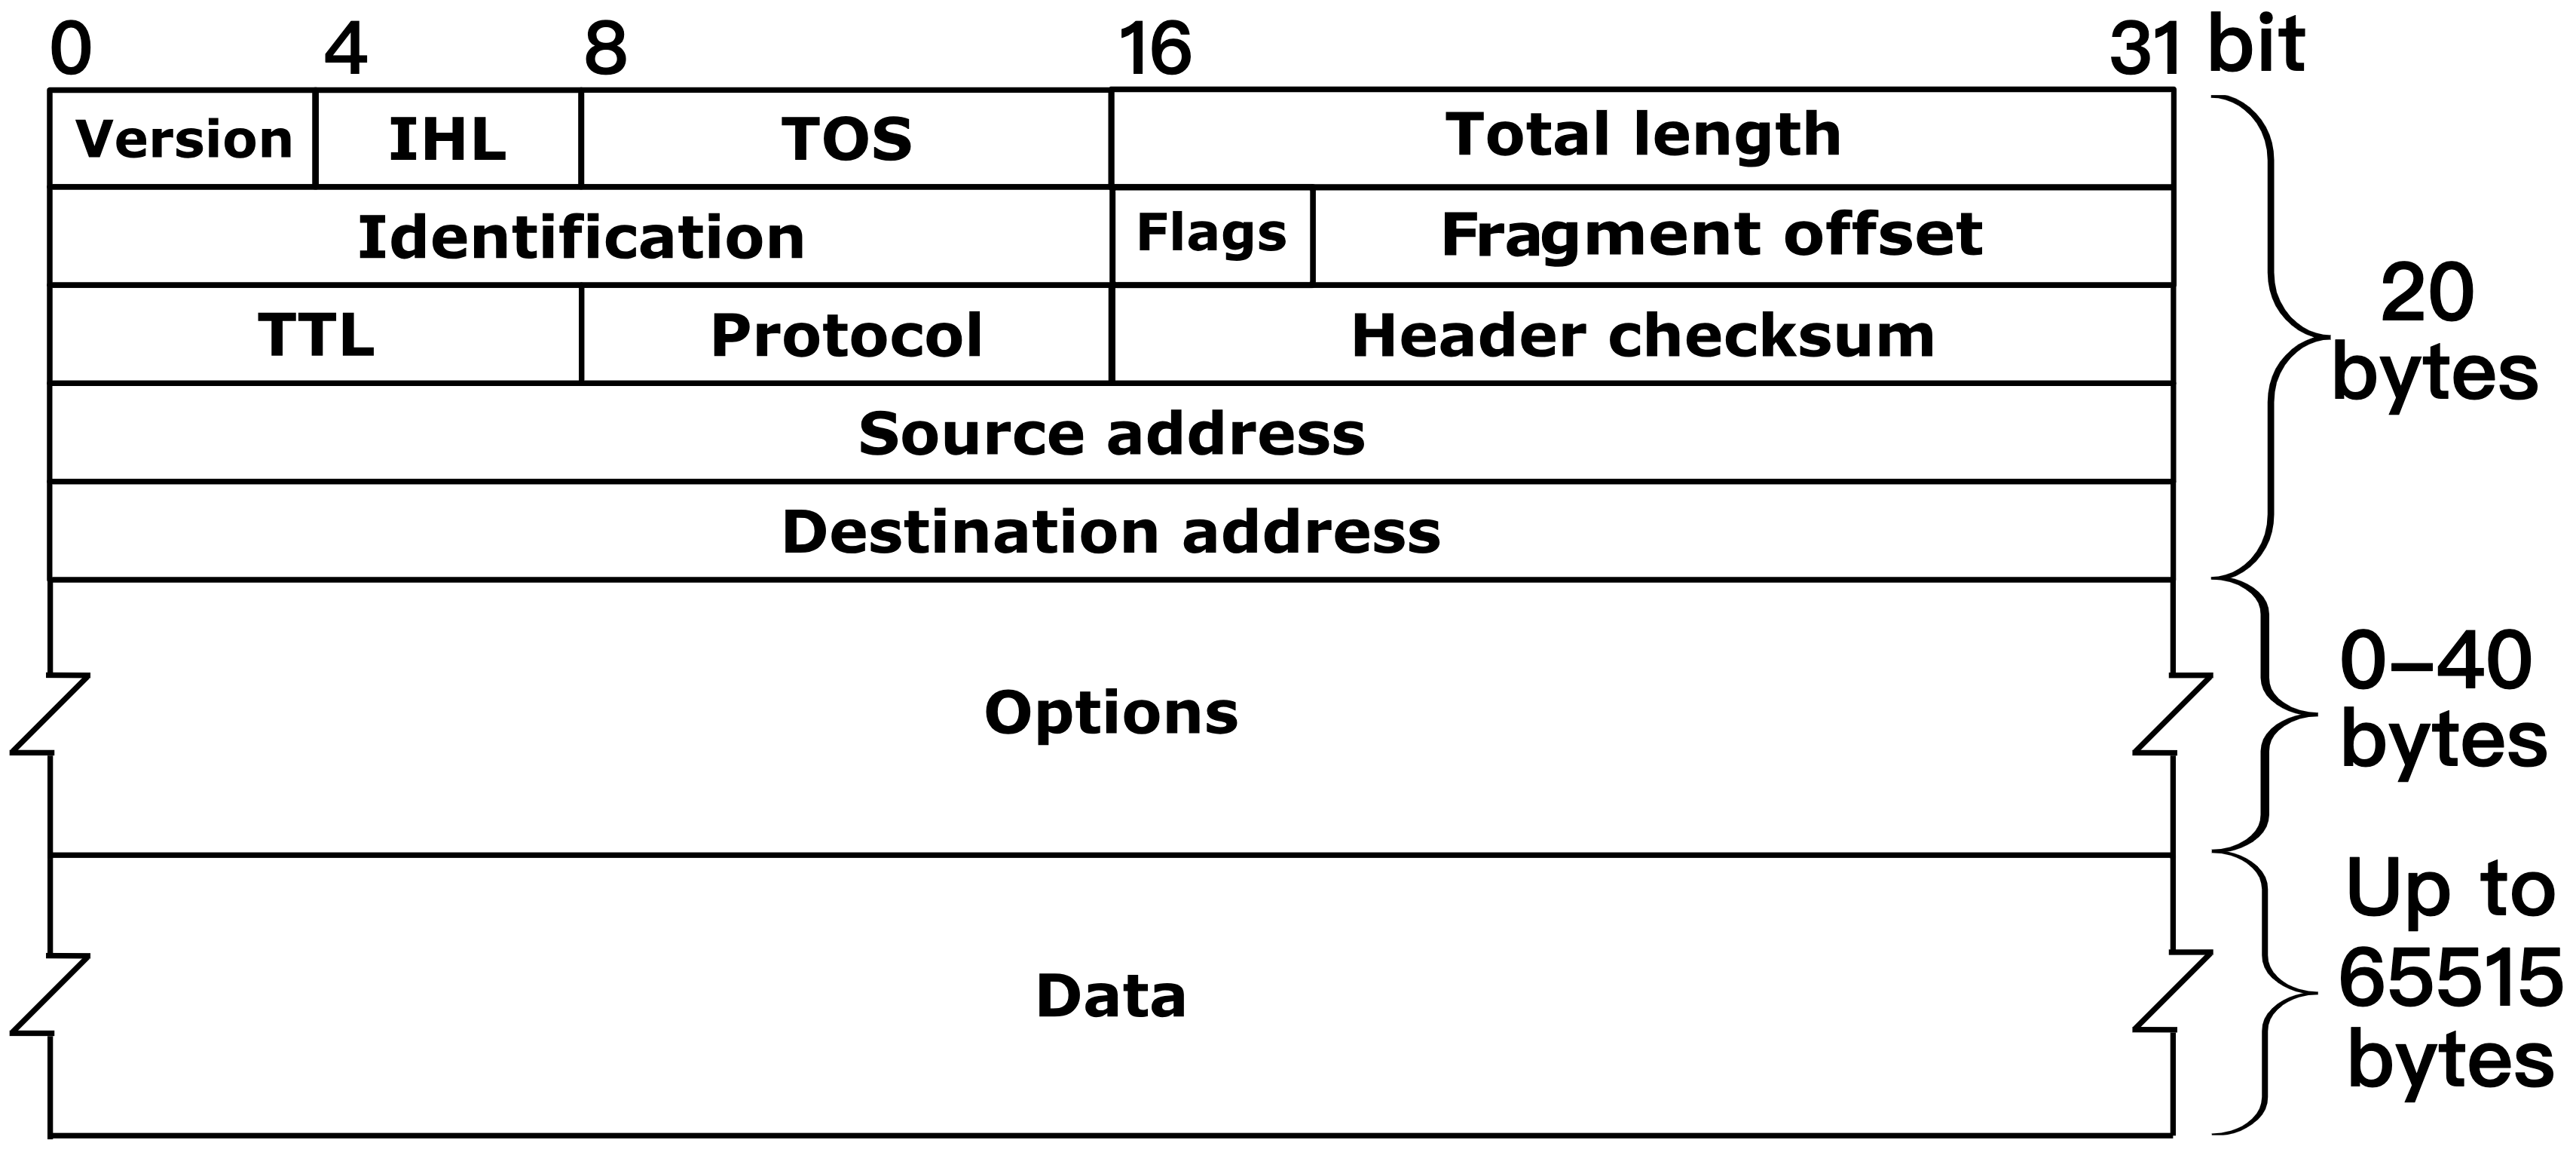 0 4 8 16 31 bit
Version IHL TOS Total length
Identification Flags Fragment offset
TTL Protocol Header checksum
Source address
Destination address
20
bytes
Options
0–40
bytes
Data
Up to
65515
bytes